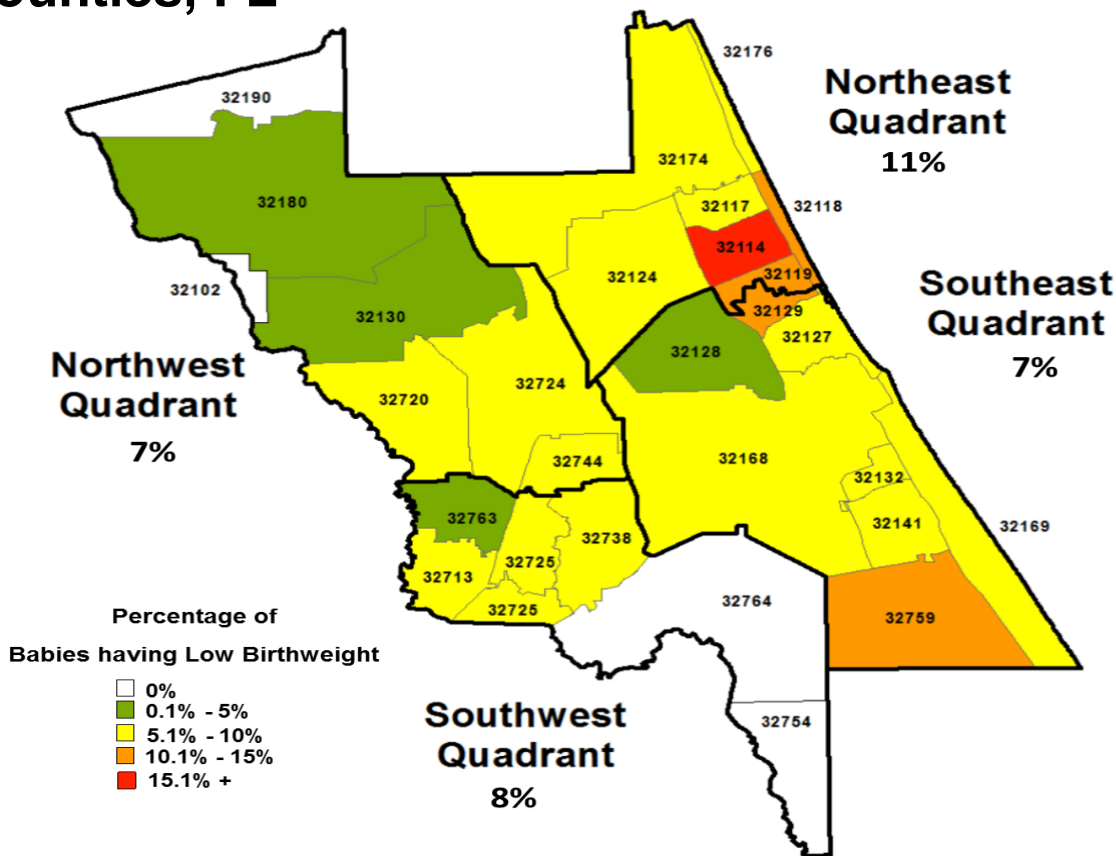 ounties, FL
32176
Northeast
Quadrant
11%
32190
32174
32180
32117
32118
32114
32124
32119
32102
32129
Southeast
Quadrant
7%
32130
32127
32128
Northwest
Quadrant
7%
32724
32720
32168
32744
32132
32763
32141
32169
32738
32725
32713
32764
32725
32759
Percentage of
Babies having Low Birthweight
0%
0.1% - 5%
5.1% - 10%
10.1% - 15%
15.1% +
Southwest
Quadrant
8%
32754